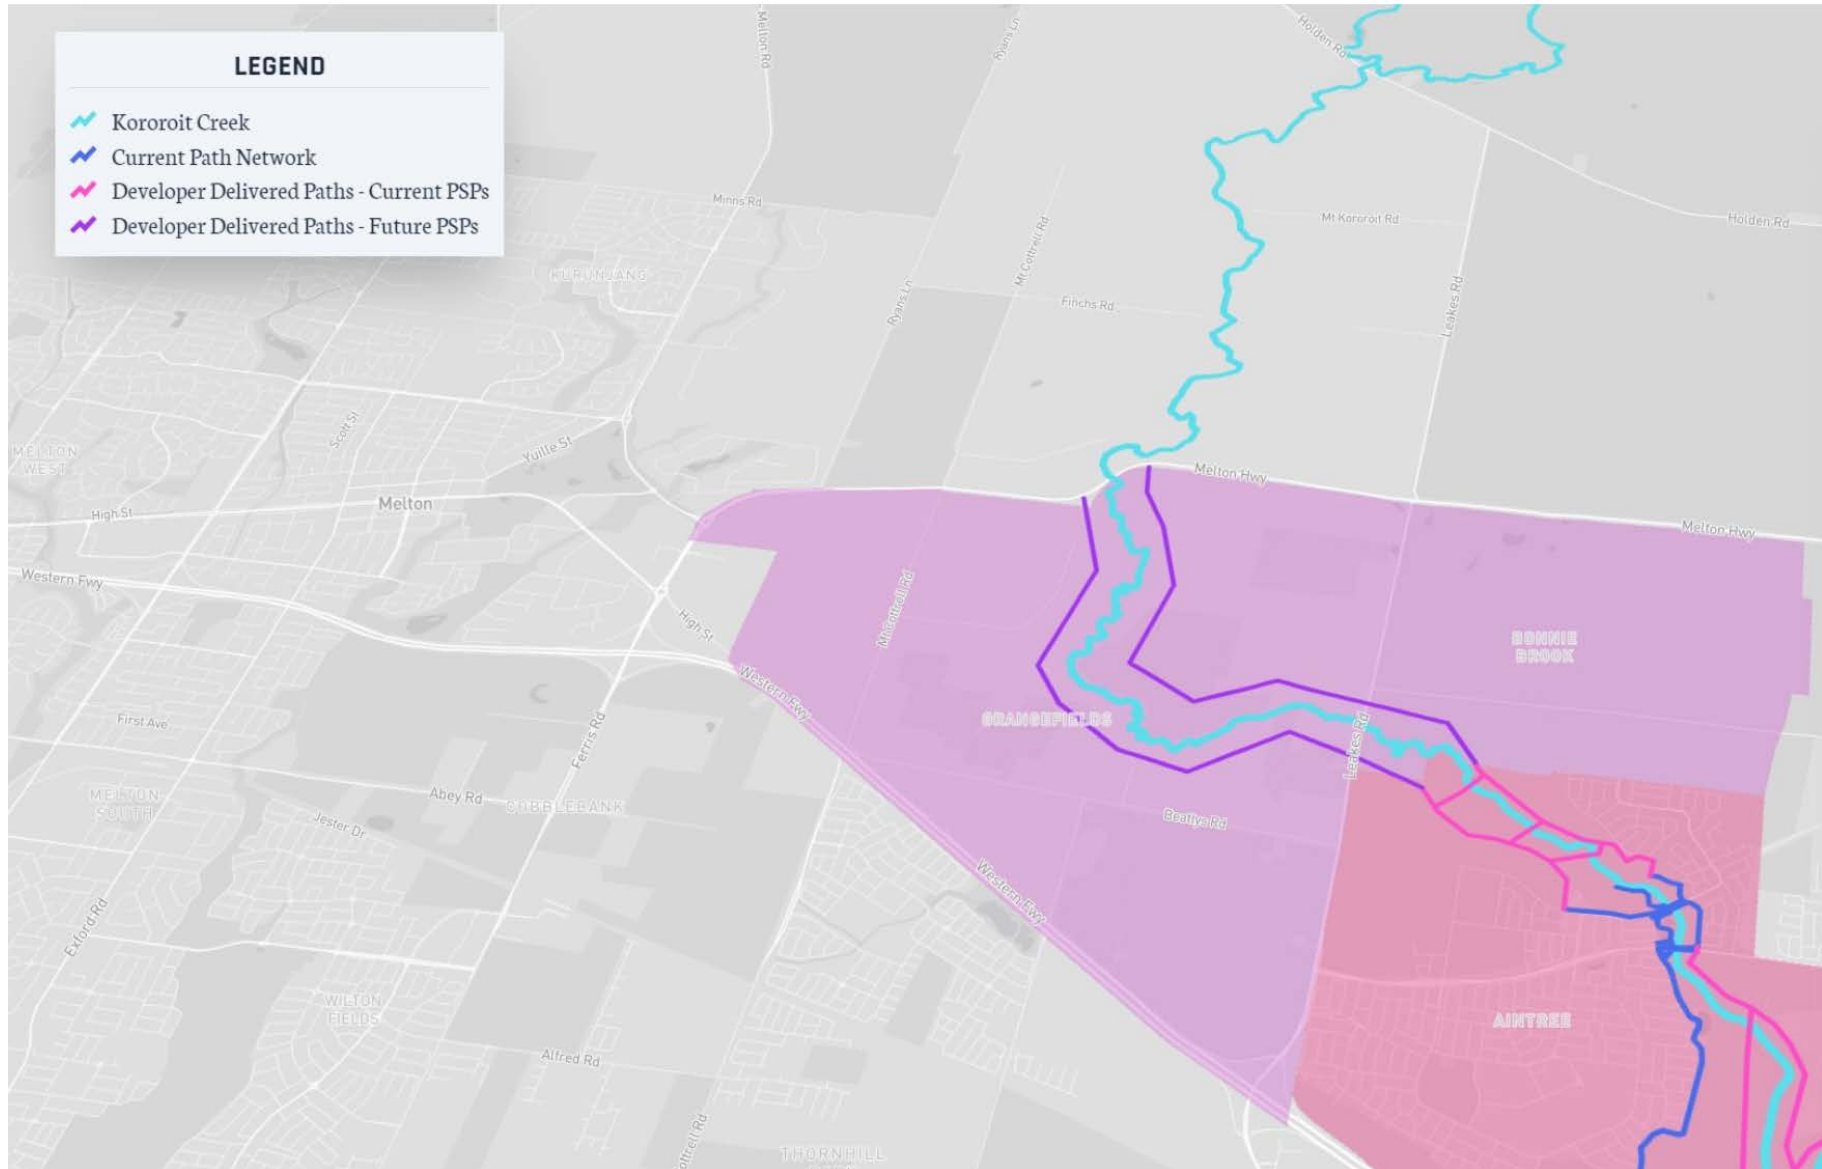 LEGEND
Kororoit Creek
Current Path Network
Developer Delivered Paths - Current PSPs
Developer Delivered Paths - Future PSPs
Melton Rd
Ryans Ln
Holden Rd
Minns Rd
Mt Kororoit Rd
Holden Rd
Mt Cottrell Rd
KURUNJANG
Ryans Ln
Finchs Rd
Leakes Rd
Scott St
Yuille St
MELTON
WEST
Melton Hwy
Melton
High St
Melton Hwy
Western Fwy
High St
Mt Cottrell Rd
BONNIE
BROOK
Western Fwy
GRANGEFIELDS
First Ave
Ferris Rd
Leakes Rd
MELTON
SOUTH
Abey Rd
COBBLEBANK
Jester Dr
Beattys Rd
Western Fwy
Exford Rd
WILTON
FIELDS
AINTREE
Alfred Rd
ottrell Rd
THORNHILL